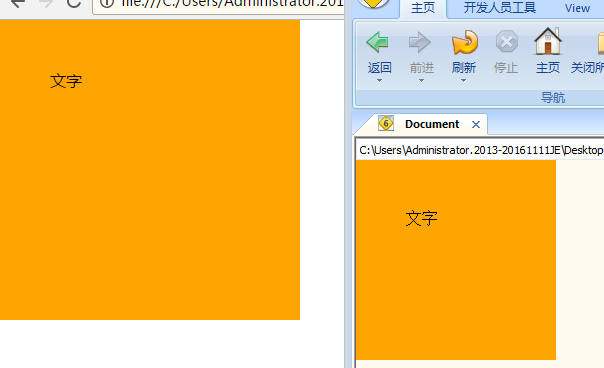 file:///C:/Users/Administrator.201
文字
主页
开发人员工具
View
返回
前进
刷新
停止
主页
关闭所
导航
6
Document
C:\Users\Administrator.2013-20161111JE\Desktop
文字